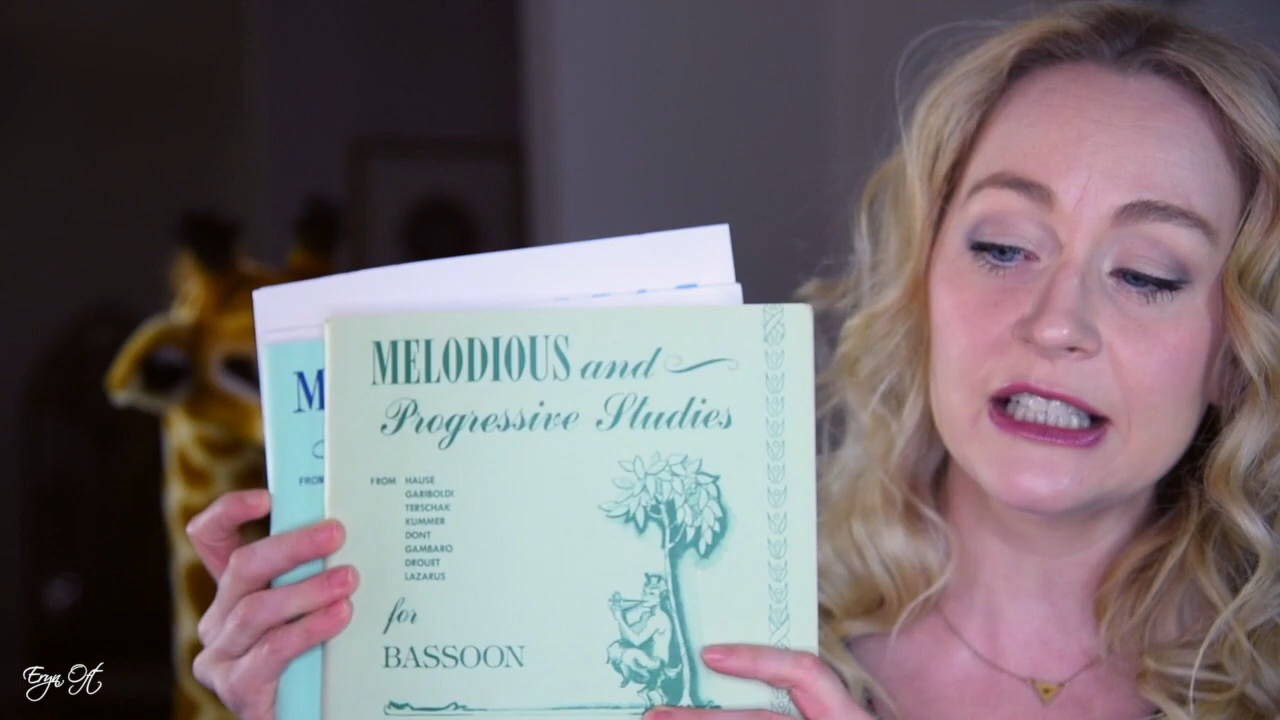 MELODIOUS and
Progressive Studies
FROM HAUSE
GARIBOLDI
TERSCHAK
KUMMER
DONT
GAMBARO
DROUET
LAZARUS
for
BASSOON
M
FROM
Eryn Oft